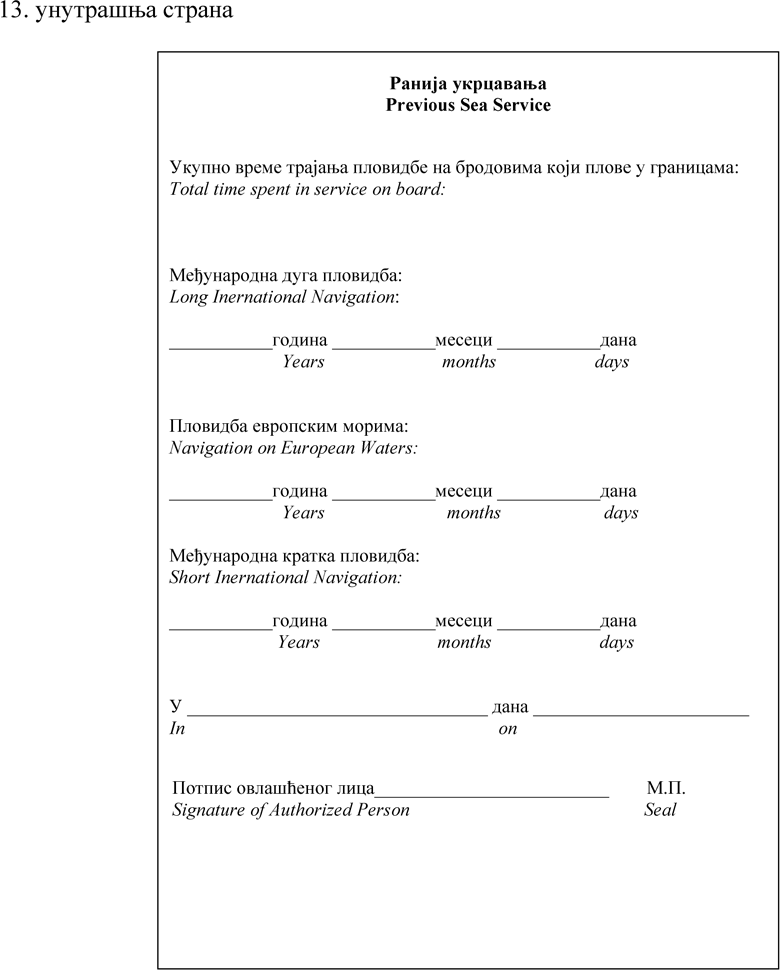 13. унутрашња страна
Ранија укрцавања
Previous Sea Service
Укупно време трајања пловидбе на бродовима који плове у границама:
Total time spent in service on board:
Међународна дуга пловидба:
Long Inernational Navigation:
___________година ___________месеци ___________дана
Years months days
Пловидба европским морима:
Navigation on European Waters:
___________година ___________месеци ___________дана
Years months days
Међународна кратка пловидба:
Short Inernational Navigation:
___________година ___________месеци ___________дана
Years months days
У ________________________________ дана _______________________
In on
Потпис овлашћеног лица_________________________ М.П.
Signature of Authorized Person Seal